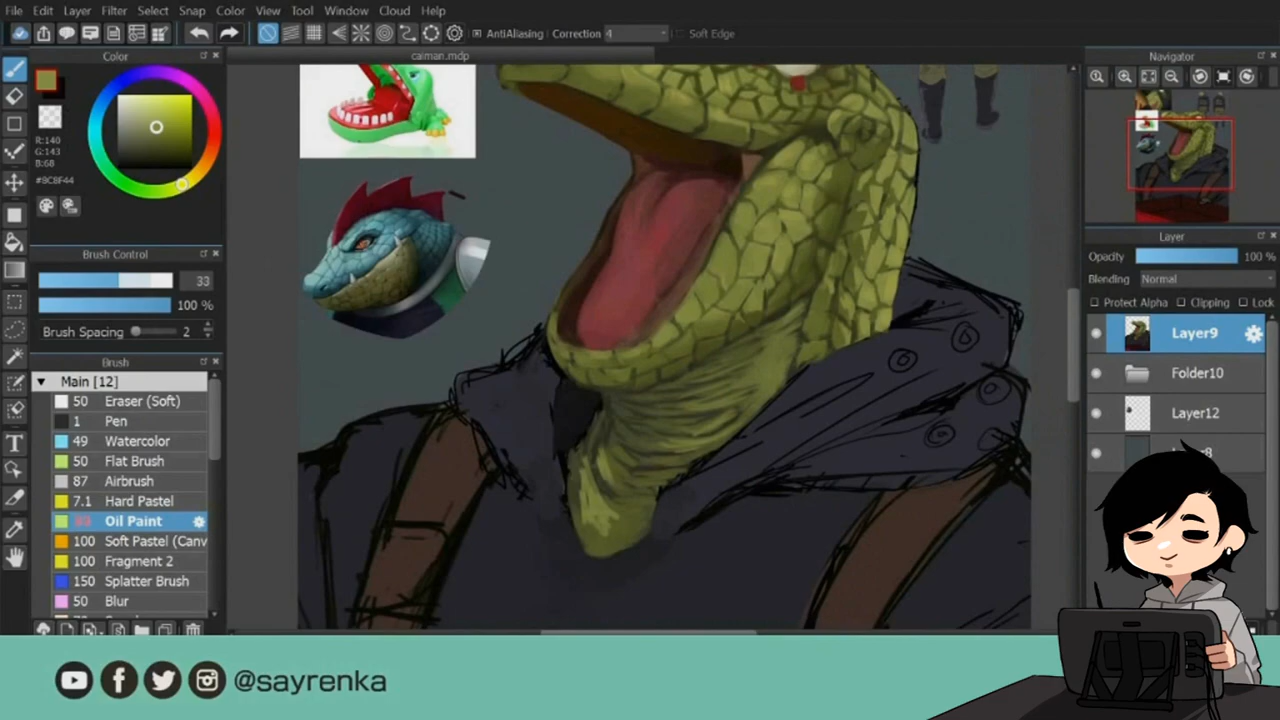 File Edit Layer Filter Select Snap Color View Tool Window Cloud Help
AntiAliasing Correction 4 Soft Edge
Color
caiman.mdp
Navigator
R:140
G:143
B:68
#8C8F44
Brush Control
33
100 %
Brush Spacing 2
Brush
Main [12]
50 Eraser (Soft)
1 Pen
49 Watercolor
50 Flat Brush
87 Airbrush
7.1 Hard Pastel
Oil Paint
100 Soft Pastel (Canv
100 Fragment 2
150 Splatter Brush
50 Blur
Layer
Opacity 100 %
Blending Normal
Protect Alpha Clipping Lock
Layer9
Folder10
Layer12
@sayrenka